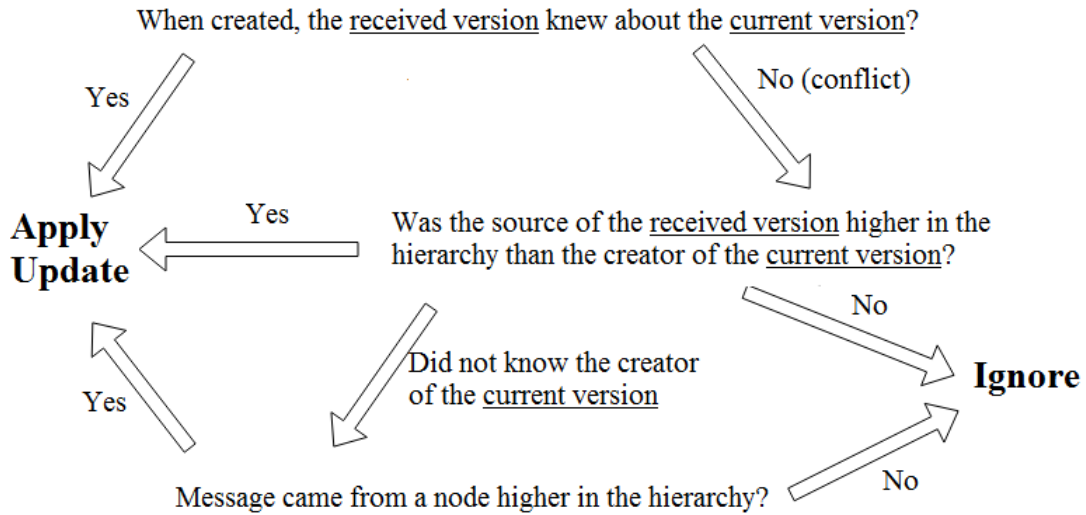 When created, the received version knew about the current version?
Yes
No (conflict)
Apply
Update
Yes
Was the source of the received version higher in the
hierarchy than the creator of the current version?
No
Did not know the creator
of the current version
Ignore
Yes
No
Message came from a node higher in the hierarchy?